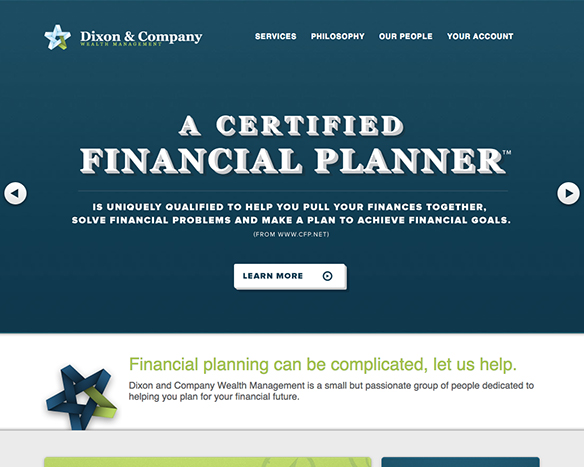 Dixon & Company
WEALTH MANAGEMENT
SERVICES PHILOSOPHY OUR PEOPLE YOUR ACCOUNT
A CERTIFIED
FINANCIAL PLANNER™
IS UNIQUELY QUALIFIED TO HELP YOU PULL YOUR FINANCES TOGETHER,
SOLVE FINANCIAL PROBLEMS AND MAKE A PLAN TO ACHIEVE FINANCIAL GOALS.
(FROM WWW.CFP.NET)
LEARN MORE
Financial planning can be complicated, let us help.
Dixon and Company Wealth Management is a small but passionate group of people dedicated to
helping you plan for your financial future.